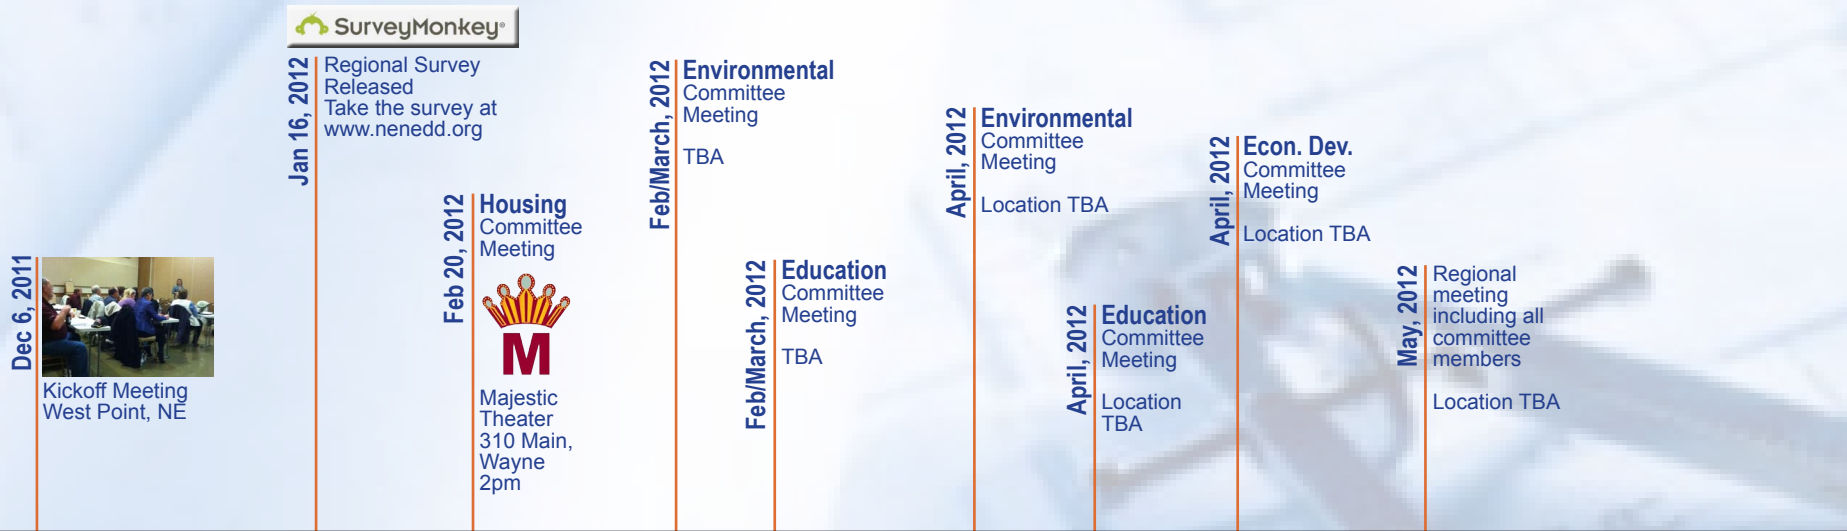 Dec 6, 2011
Kickoff Meeting
West Point, NE
SurveyMonkey®
Jan 16, 2012
Regional Survey
Released
Take the survey at
www.nenedd.org
Feb 20, 2012
Housing
Committee
Meeting
M
Majestic
Theater
310 Main,
Wayne
2pm
Feb/March, 2012
Environmental
Committee
Meeting
TBA
Feb/March, 2012
Education
Committee
Meeting
TBA
April, 2012
Environmental
Committee
Meeting
Location TBA
April, 2012
Education
Committee
Meeting
Location
TBA
April, 2012
Econ. Dev.
Committee
Meeting
Location TBA
May, 2012
Regional
meeting
including all
committee
members
Location TBA